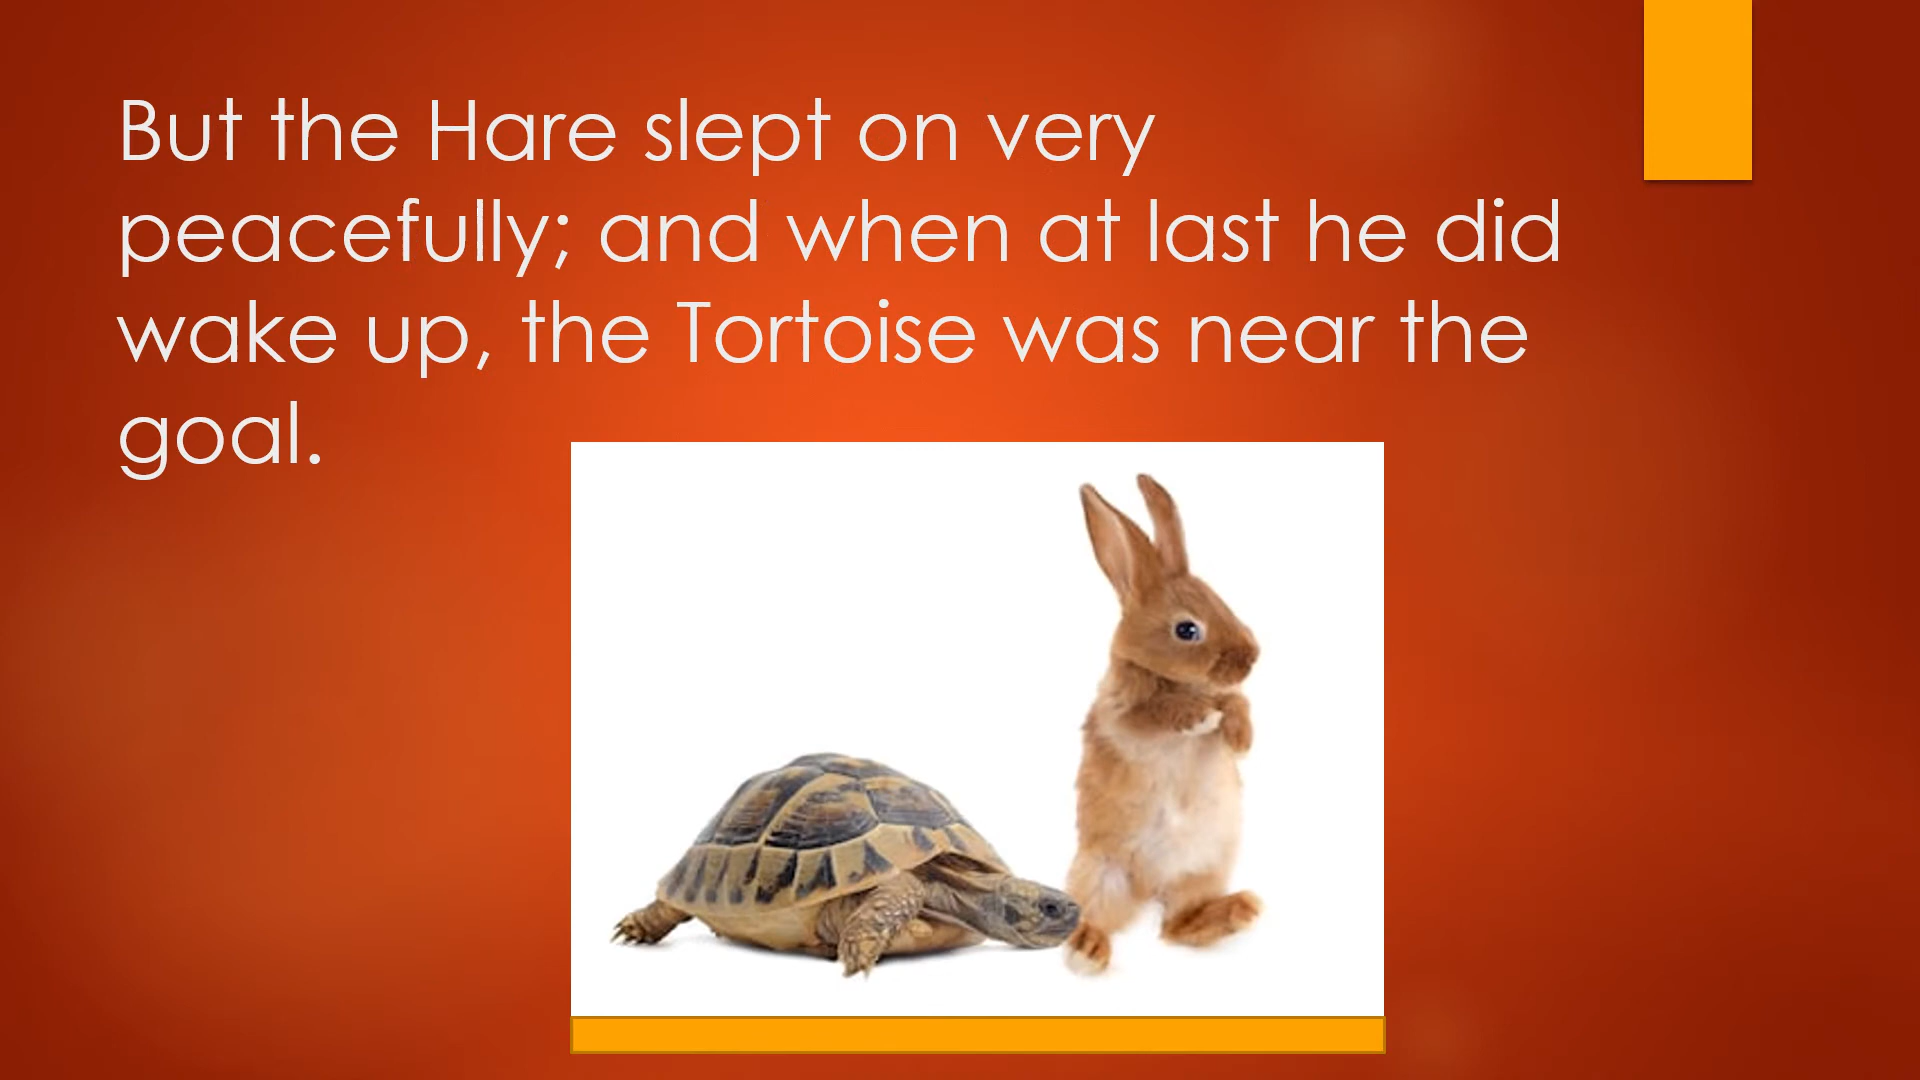 But the Hare slept on very
peacefully; and when at last he did
wake up, the Tortoise was near the
goal.